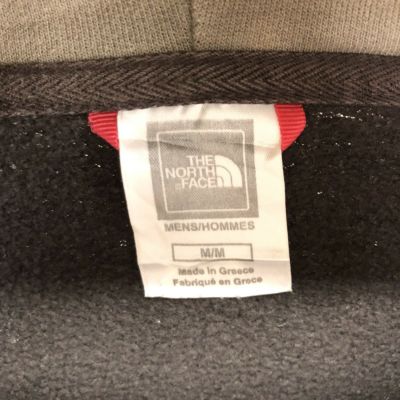 THE
NORTH
FACE
MENS/HOMMES
M/M
Made in Greece
Fabriqué en Grece